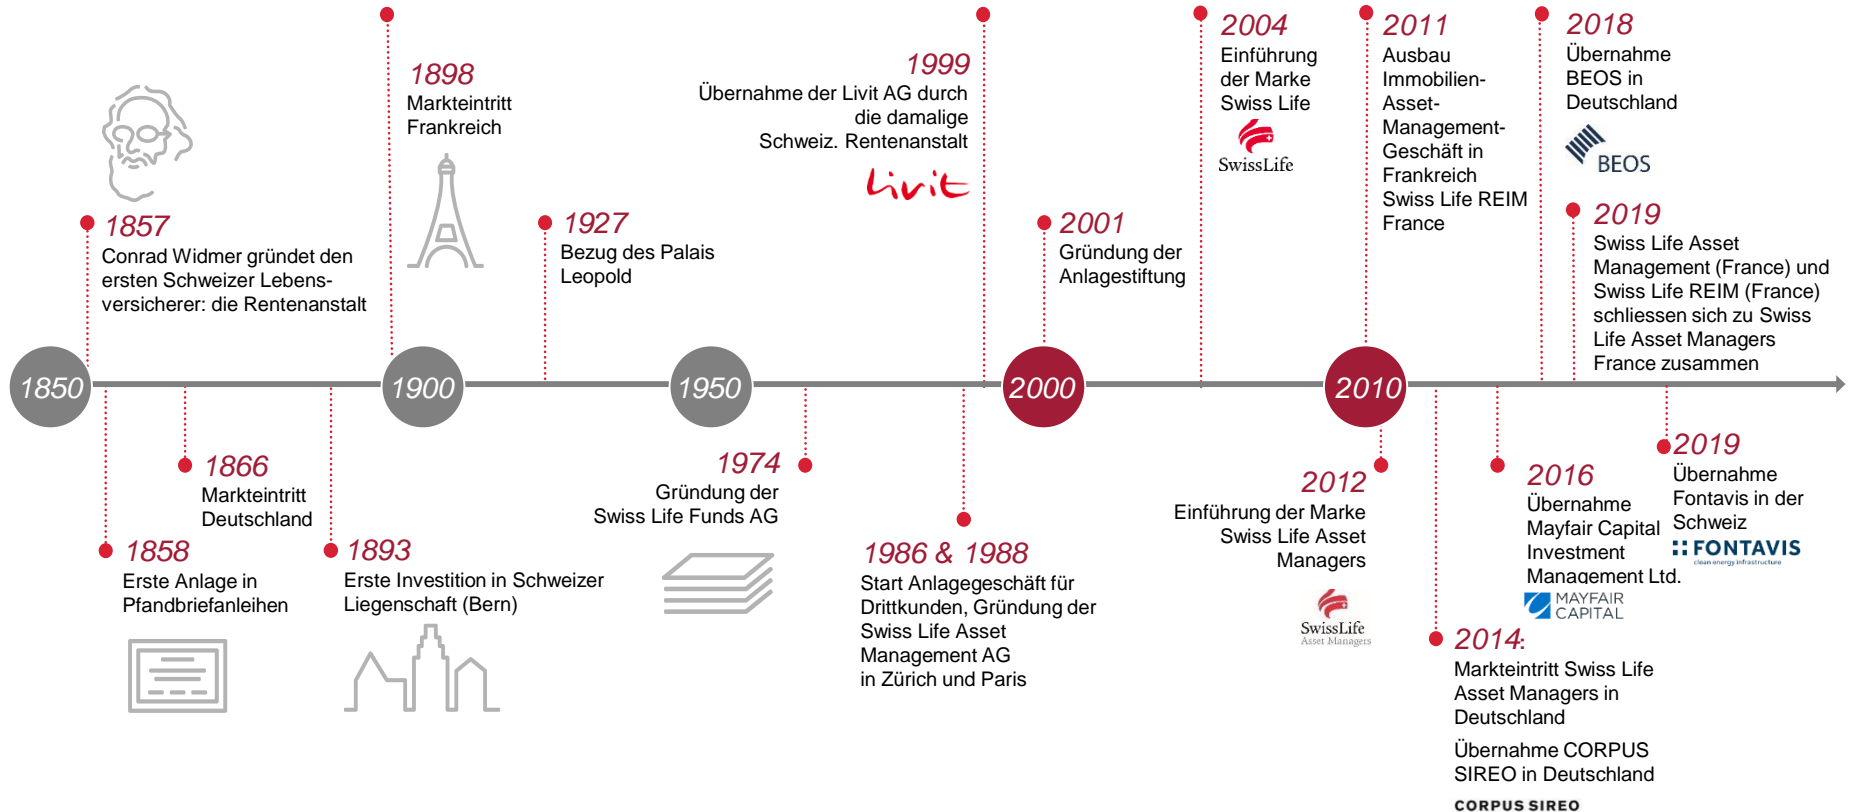 1857
Conrad Widmer gründet den
ersten Schweizer Lebens-
versicherer: die Rentenanstalt
1898
Markteintritt
Frankreich
1927
Bezug des Palais
Leopold
1999
Übernahme der Livit AG durch
die damalige
Schweiz. Rentenanstalt
Livit
2001
Gründung der
Anlagestiftung
2004
Einführung
der Marke
Swiss Life
SwissLife
2011
Ausbau
Immobilien-
Asset-
Management-
Geschäft in
Frankreich
Swiss Life REIM
France
2018
Übernahme
BEOS in
Deutschland
BEOS
2019
Swiss Life Asset
Management (France) und
Swiss Life REIM (France)
schliessen sich zu Swiss
Life Asset Managers
France zusammen
1850
1900
1950
2000
2010
1858
Erste Anlage in
Pfandbriefanleihen
1866
Markteintritt
Deutschland
1893
Erste Investition in Schweizer
Liegenschaft (Bern)
1974
Gründung der
Swiss Life Funds AG
1986 & 1988
Start Anlagegeschäft für
Drittkunden, Gründung der
Swiss Life Asset
Management AG
in Zürich und Paris
2012
Einführung der Marke
Swiss Life Asset
Managers
SwissLife
Asset Managers
2014:
Markteintritt Swiss Life
Asset Managers in
Deutschland
Übernahme CORPUS
SIREO in Deutschland
CORPUS SIREO
2016
Übernahme
Mayfair Capital
Investment
Management Ltd.
MAYFAIR
CAPITAL
2019
Übernahme
Fontavis in der
Schweiz
FONTAVIS
clean energy infrastructure